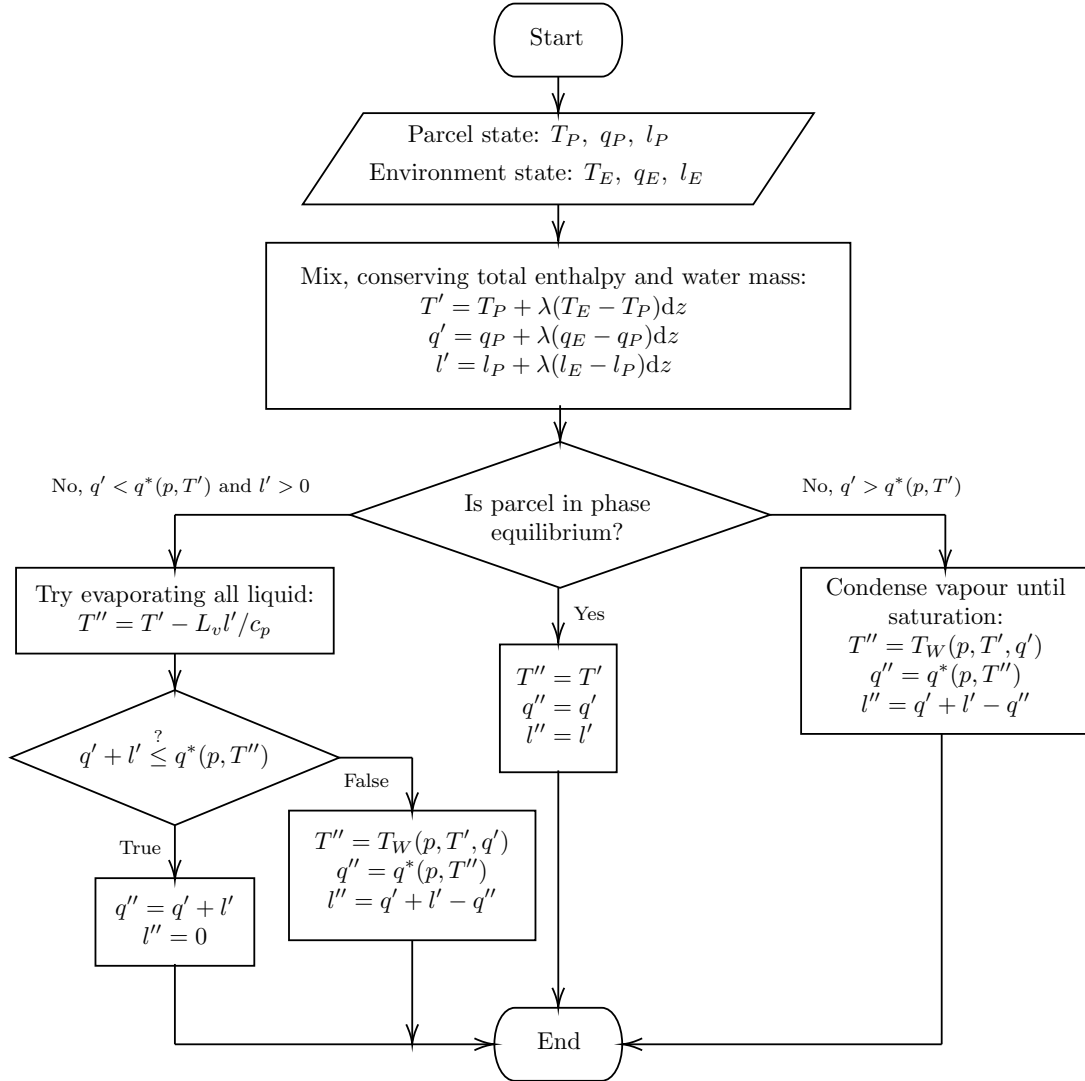 Start
Parcel state: T_P, q_P, l_P
Environment state: T_E, q_E, l_E
Mix, conserving total enthalpy and water mass:
T′ = T_P + λ(T_E − T_P)dz
q′ = q_P + λ(q_E − q_P)dz
l′ = l_P + λ(l_E − l_P)dz
Is parcel in phase
equilibrium?
No, q′ < q*(p, T′) and l′ > 0
No, q′ > q*(p, T′)
Yes
Try evaporating all liquid:
T″ = T′ − L_v l′/c_p
q′ + l′ ≤? q*(p, T″)
True
False
q″ = q′ + l′
l″ = 0
T″ = T_W(p, T′, q′)
q″ = q*(p, T″)
l″ = q′ + l′ − q″
T″ = T′
q″ = q′
l″ = l′
Condense vapour until
saturation:
T″ = T_W(p, T′, q′)
q″ = q*(p, T″)
l″ = q′ + l′ − q″
End